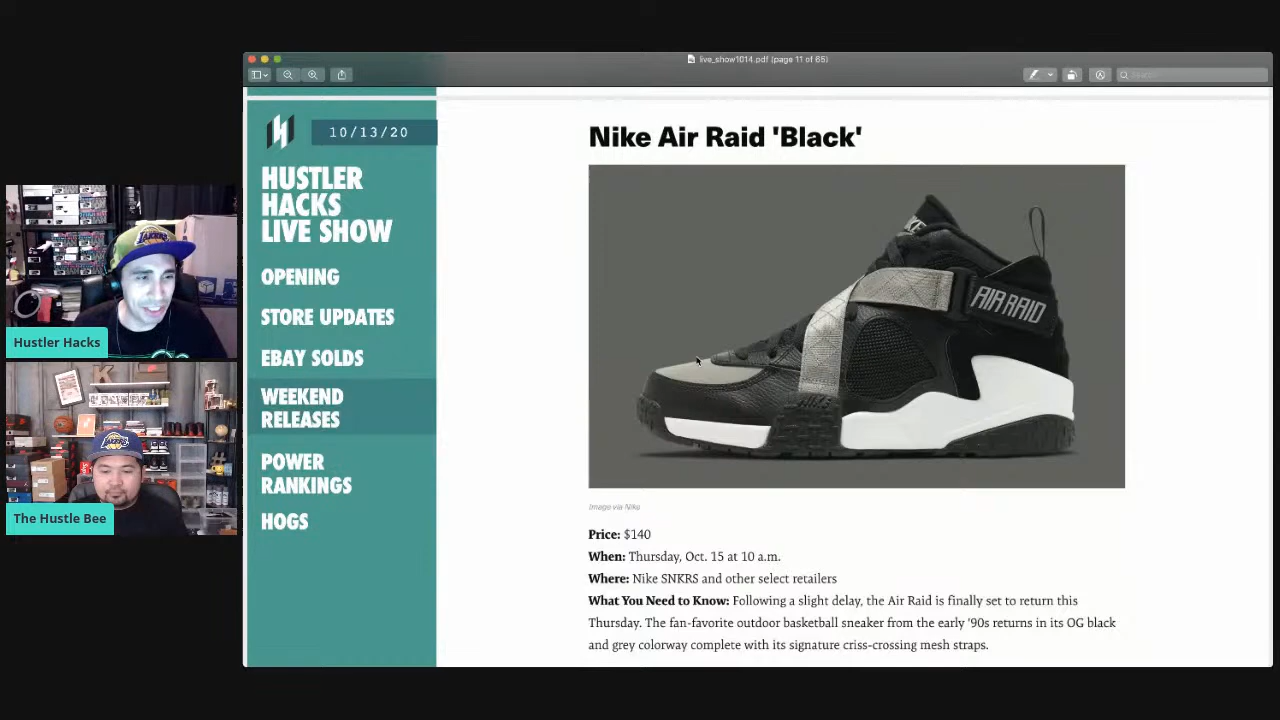 live_show1014.pdf (page 11 of 65)
Search
10/13/20
HUSTLER
HACKS
LIVE SHOW
OPENING
STORE UPDATES
EBAY SOLDS
WEEKEND
RELEASES
POWER
RANKINGS
HOGS
Nike Air Raid 'Black'
NIKE
AIR RAID
NIKE
Image via Nike
Price: $140
When: Thursday, Oct. 15 at 10 a.m.
Where: Nike SNKRS and other select retailers
What You Need to Know: Following a slight delay, the Air Raid is finally set to return this
Thursday. The fan-favorite outdoor basketball sneaker from the early '90s returns in its OG black
and grey colorway complete with its signature criss-crossing mesh straps.
Hustler Hacks
The Hustle Bee